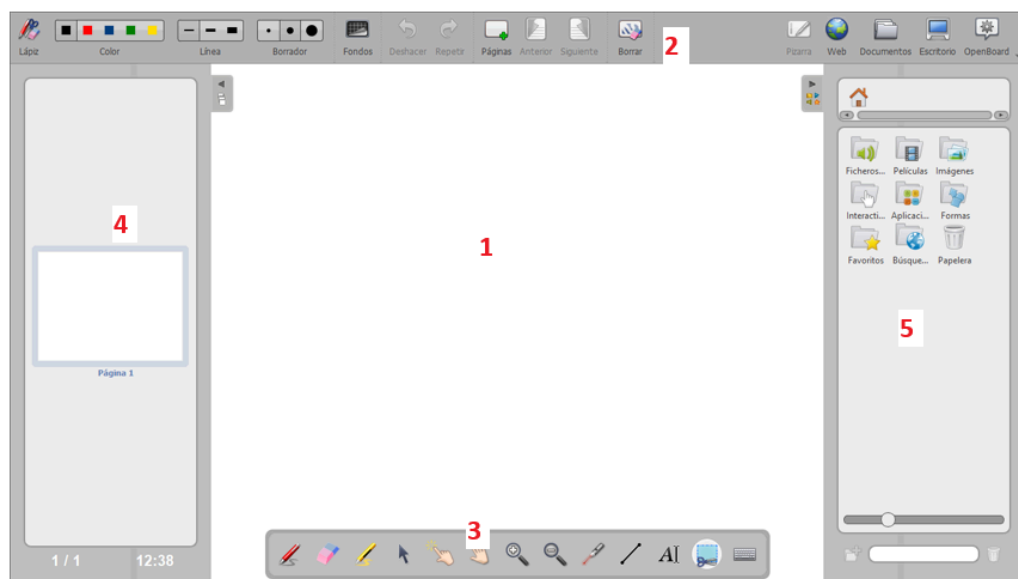 Lápiz Color Línea Borrador Fondos Deshacer Repetir Páginas Anterior Siguiente Borrar 2 Pizarra Web Documentos Escritorio OpenBoard
Ficheros... Películas Imágenes
Interacti... Aplicaci... Formas
Favoritos Búsque... Papelera
4
1
5
Página 1
3
AI
1 / 1 12:38